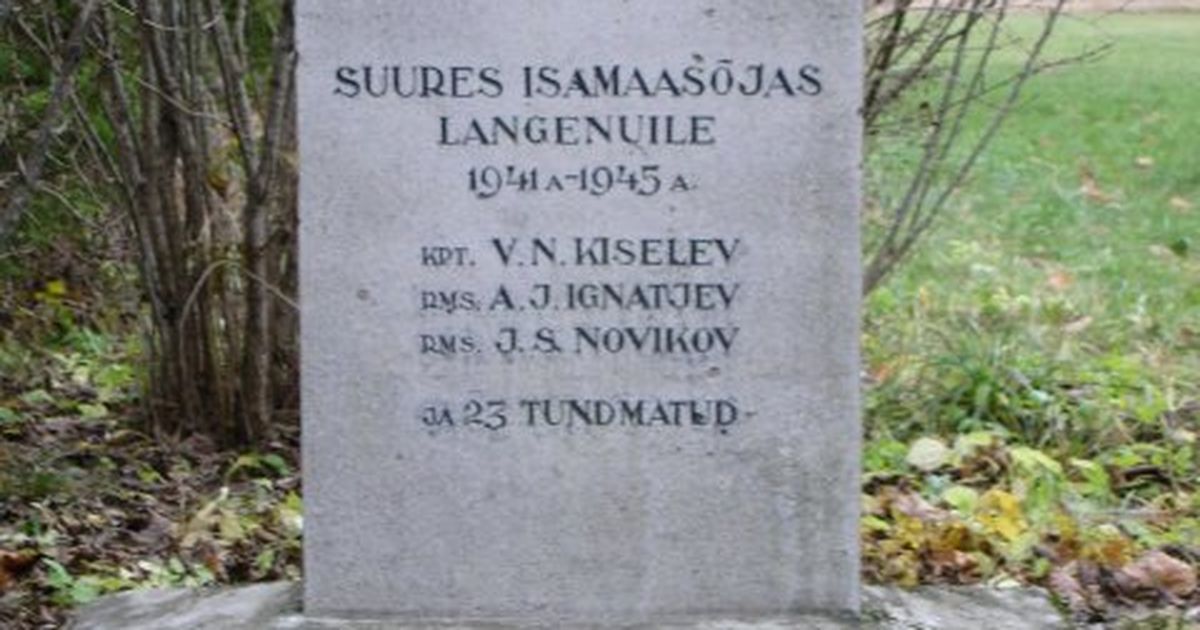 SUURES ISAMAASÕJAS
LANGENUILE
1941 A-1945 A.
KPT. V. N. KISELEV
RMS. A. J. IGNATJEV
RMS. J. S. NOVIKOV
JA 23 TUNDMATUD